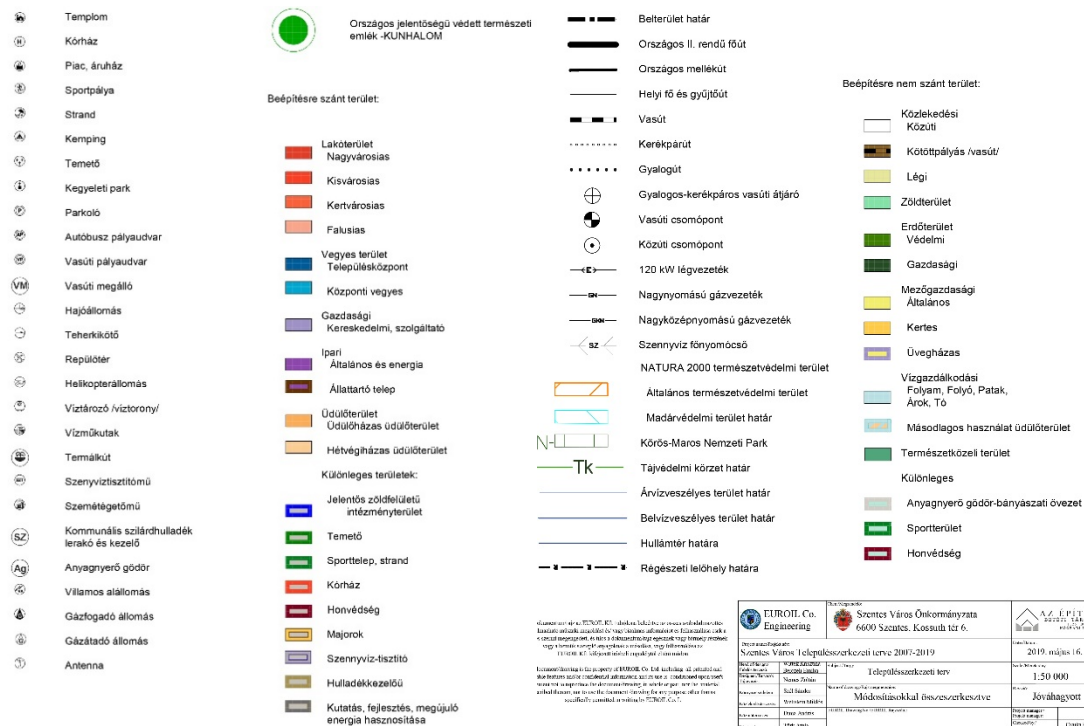 Templom
Kórház
Piac, áruház
Sportpálya
Strand
Kemping
Temető
Kegyeleti park
Parkoló
Autóbusz pályaudvar
Vasúti pályaudvar
VM Vasúti megálló
Hajóállomás
Teherkikötő
Repülőtér
Helikopterállomás
Víztározó /víztorony/
Vízműkutak
Termálkút
Szenyvíztisztítómű
Szemétégetőmű
SZ Kommunális szilárdhulladék
lerakó és kezelő
Ag Anyagnyerő gödör
Villamos alállomás
Gázfogadó állomás
Gázátadó állomás
Antenna
Országos jelentőségű védett természeti
emlék -KUNHALOM
Beépítésre szánt terület:
Lakóterület
Nagyvárosias
Kisvárosias
Kertvárosias
Falusias
Vegyes terület
Településközpont
Központi vegyes
Gazdasági
Kereskedelmi, szolgáltató
Ipari
Általános és energia
Állattartó telep
Üdülőterület
Üdülőházas üdülőterület
Hétvégiházas üdülőterület
Különleges területek:
Jelentős zöldfelületű
intézményterület
Temető
Sporttelep, strand
Kórház
Honvédség
Majorok
Szennyvíz-tisztító
Hulladékkezelőű
Kutatás, fejlesztés, megújuló
energia hasznosítása
Belterület határ
Országos II. rendű főút
Országos mellékút
Helyi fő és gyűjtőút
Vasút
Kerékpárút
Gyalogút
Gyalogos-kerékpáros vasúti átjáró
Vasúti csomópont
Közúti csomópont
E 120 kW légvezeték
Nagynyomású gázvezeték
Nagyközépnyomású gázvezeték
SZ Szennyvíz főnyomócső
NATURA 2000 természetvédelmi terület
Általános természetvédelmi terület
Madárvédelmi terület határ
N- Körös-Maros Nemzeti Park
Tk Tájvédelmi körzet határ
Árvízveszélyes terület határ
Belvízveszélyes terület határ
Hullámtér határa
Régészeti lelőhely határa
Beépítésre nem szánt terület:
Közlekedési
Közúti
Kötöttpályás /vasút/
Légi
Zöldterület
Erdőterület
Védelmi
Gazdasági
Mezőgazdasági
Általános
Kertes
Üvegházas
Vízgazdálkodási
Folyam, Folyó, Patak,
Árok, Tó
Másodlagos használat üdülőterület
Természetközeli terület
Különleges
Anyagnyerő gödör-bányászati övezet
Sportterület
Honvédség
EUROIL Co.
Engineering
Szentes Város Önkormányzata
6600 Szentes. Kossuth tér 6.
Szentes Város Településszerkezeti terve 2007-2019
2019. május 16.
Településszerkezeti terv
1:50 000
Nemes Zoltán
Módosításokkal összeszerkesztve
Jóváhagyott